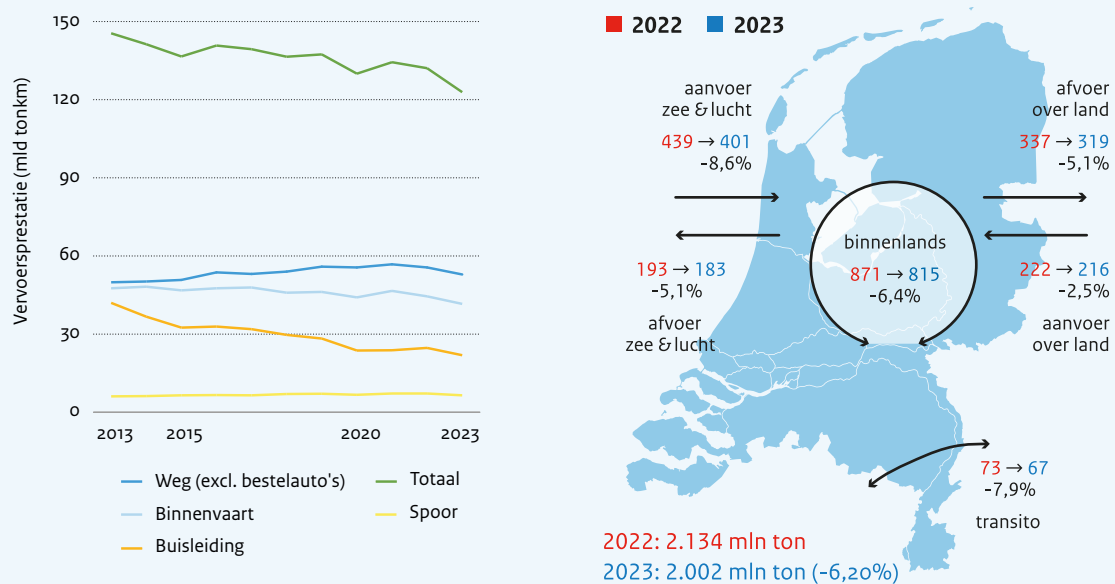 Vervoersprestatie (mld tonkm)
150
120
90
60
30
0
2013
2015
2020
2023
Weg (excl. bestelauto's)
Binnenvaart
Buisleiding
Totaal
Spoor
2022
2023
aanvoer
zee & lucht
439 → 401
-8,6%
afvoer
over land
337 → 319
-5,1%
binnenlands
871 → 815
-6,4%
193 → 183
-5,1%
afvoer
zee & lucht
222 → 216
-2,5%
aanvoer
over land
73 → 67
-7,9%
transito
2022: 2.134 mln ton
2023: 2.002 mln ton (-6,20%)